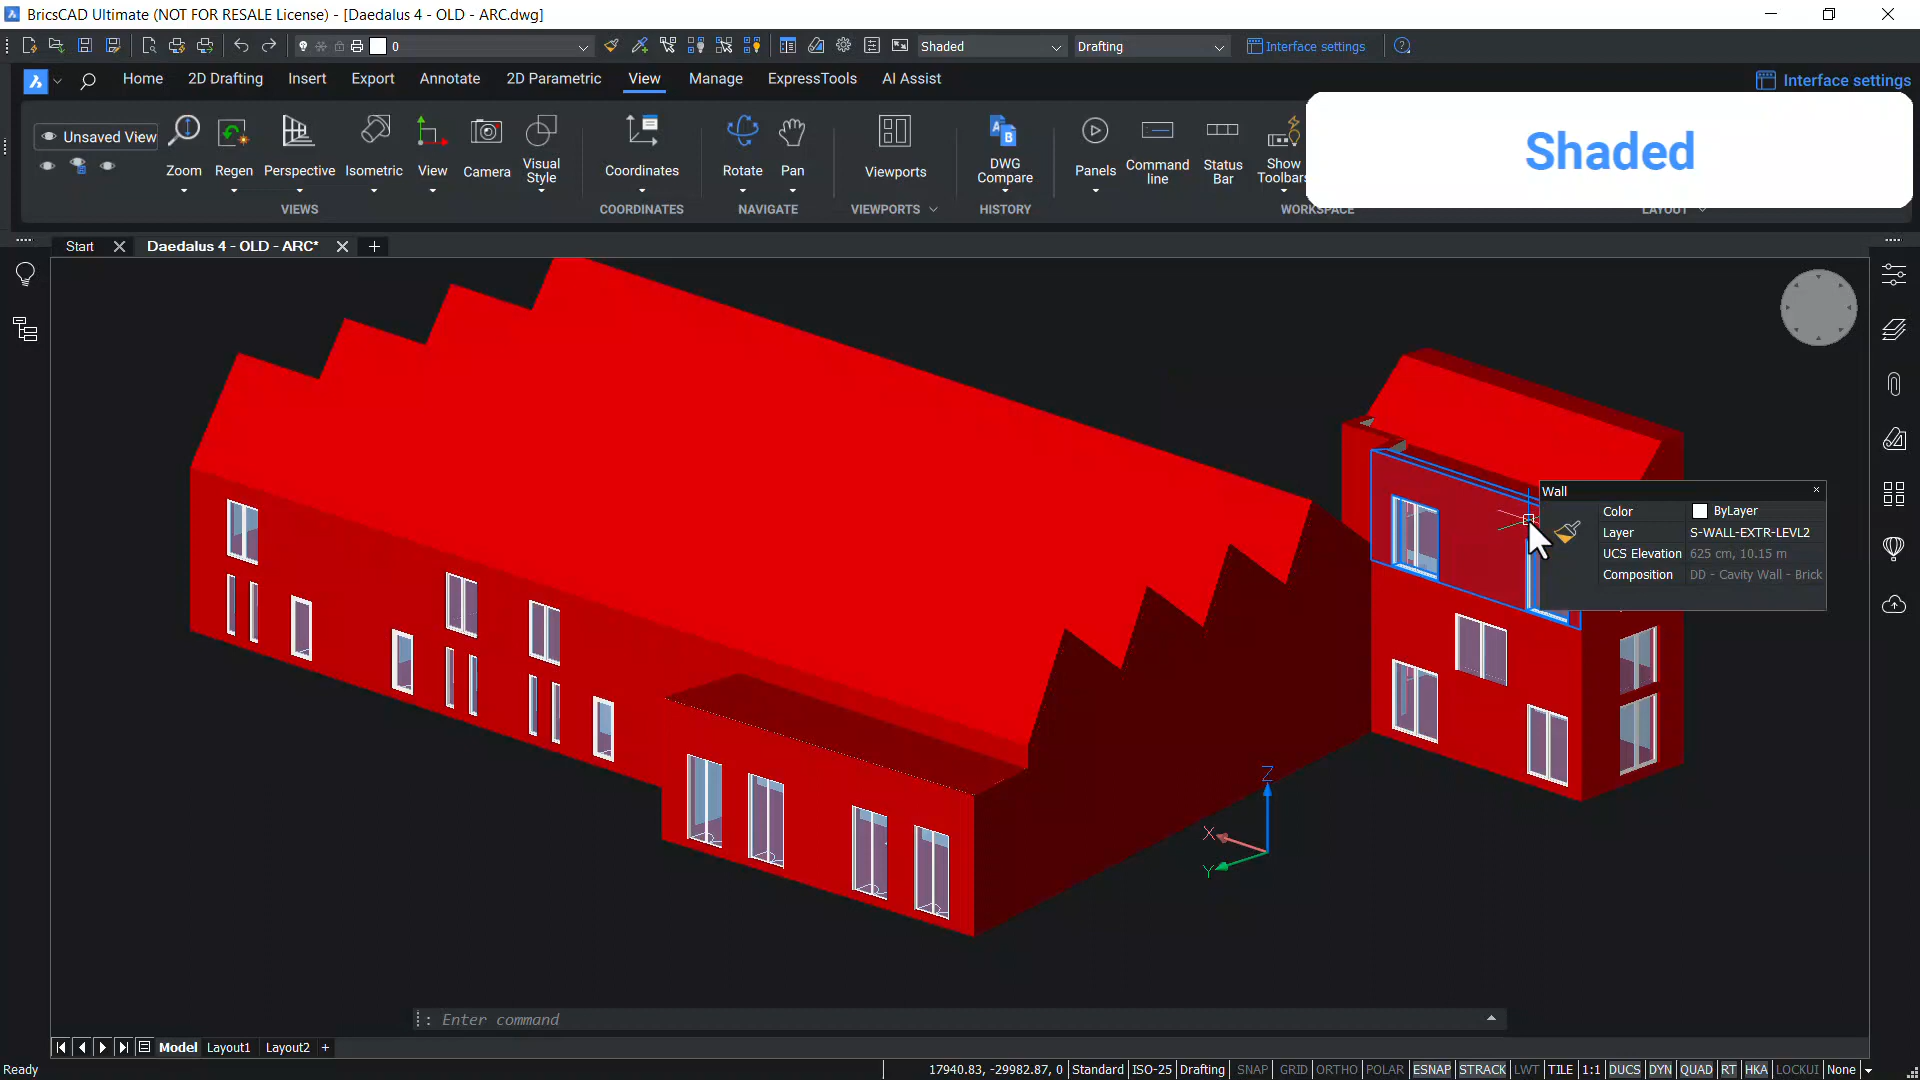 BricsCAD Ultimate (NOT FOR RESALE License) - [Daedalus 4 - OLD - ARC.dwg]
0
Shaded
Drafting
Interface settings
Home
2D Drafting
Insert
Export
Annotate
2D Parametric
View
Manage
ExpressTools
AI Assist
Interface settings
Unsaved View
Zoom
Regen
Perspective
Isometric
View
Camera
Visual
Style
Coordinates
Rotate
Pan
Viewports
DWG
Compare
Panels
Command
line
Status
Bar
Show
Toolbars
Shaded
VIEWS
COORDINATES
NAVIGATE
VIEWPORTS
HISTORY
WORKSPACE
LAYOUT
Start
Daedalus 4 - OLD - ARC*
Wall
Color ByLayer
Layer S-WALL-EXTR-LEVL2
UCS Elevation 625 cm, 10.15 m
Composition DD - Cavity Wall - Brick
Z
X
Y
: Enter command
Model
Layout1
Layout2
+
Ready
17940.83, -29982.87, 0
Standard
ISO-25
Drafting
SNAP
GRID
ORTHO
POLAR
ESNAP
STRACK
LWT
TILE
1:1
DUCS
DYN
QUAD
RT
HKA
LOCKUI
None